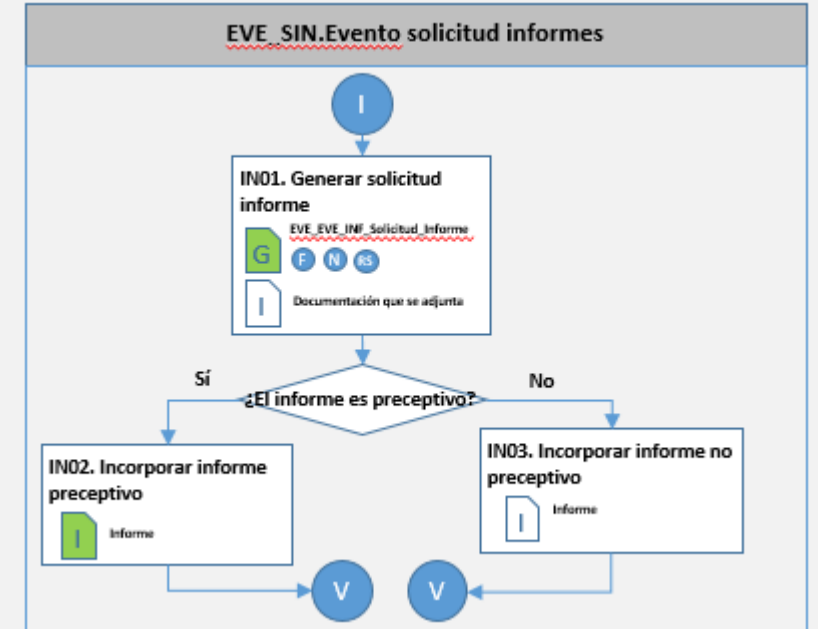 EVE_SIN.Evento solicitud informes
I
IN01. Generar solicitud
informe
EVE_EVE_INF_Solicitud_Informe
G
F N RS
I
Documentación que se adjunta
Sí
No
¿El informe es preceptivo?
IN02. Incorporar informe
preceptivo
I
Informe
IN03. Incorporar informe no
preceptivo
I
Informe
V
V